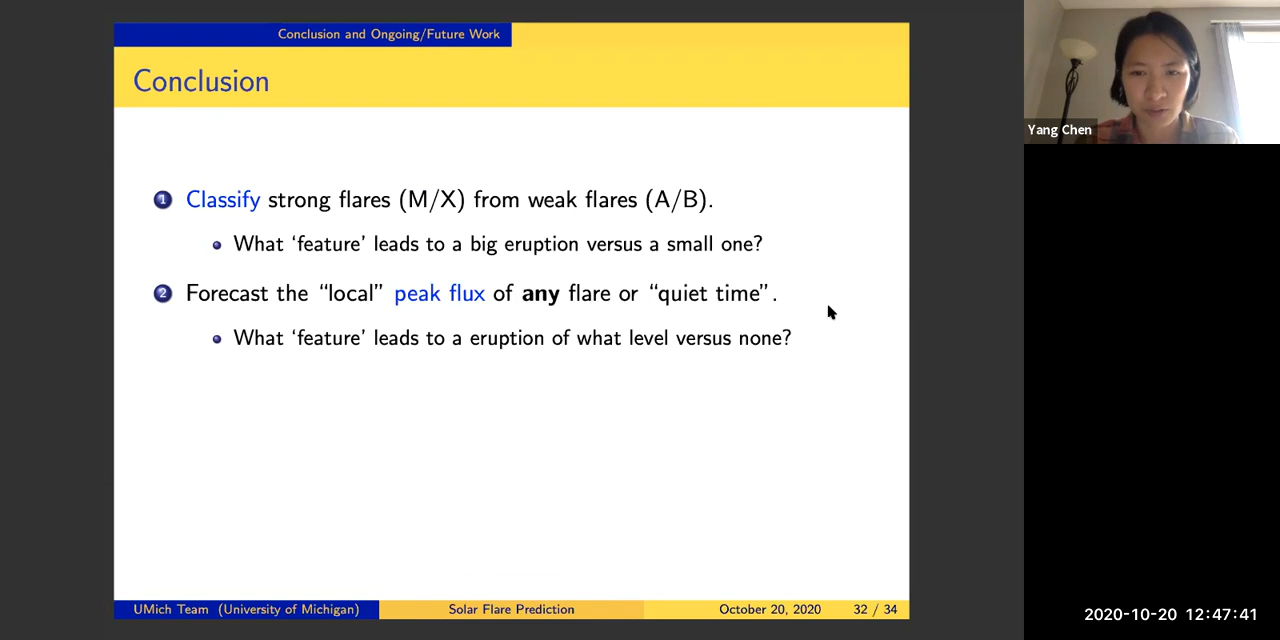 Conclusion and Ongoing/Future Work
Conclusion
1 Classify strong flares (M/X) from weak flares (A/B).
What ‘feature’ leads to a big eruption versus a small one?
2 Forecast the “local” peak flux of any flare or “quiet time”.
What ‘feature’ leads to a eruption of what level versus none?
UMich Team (University of Michigan) Solar Flare Prediction October 20, 2020 32 / 34
Yang Chen
2020-10-20 12:47:41